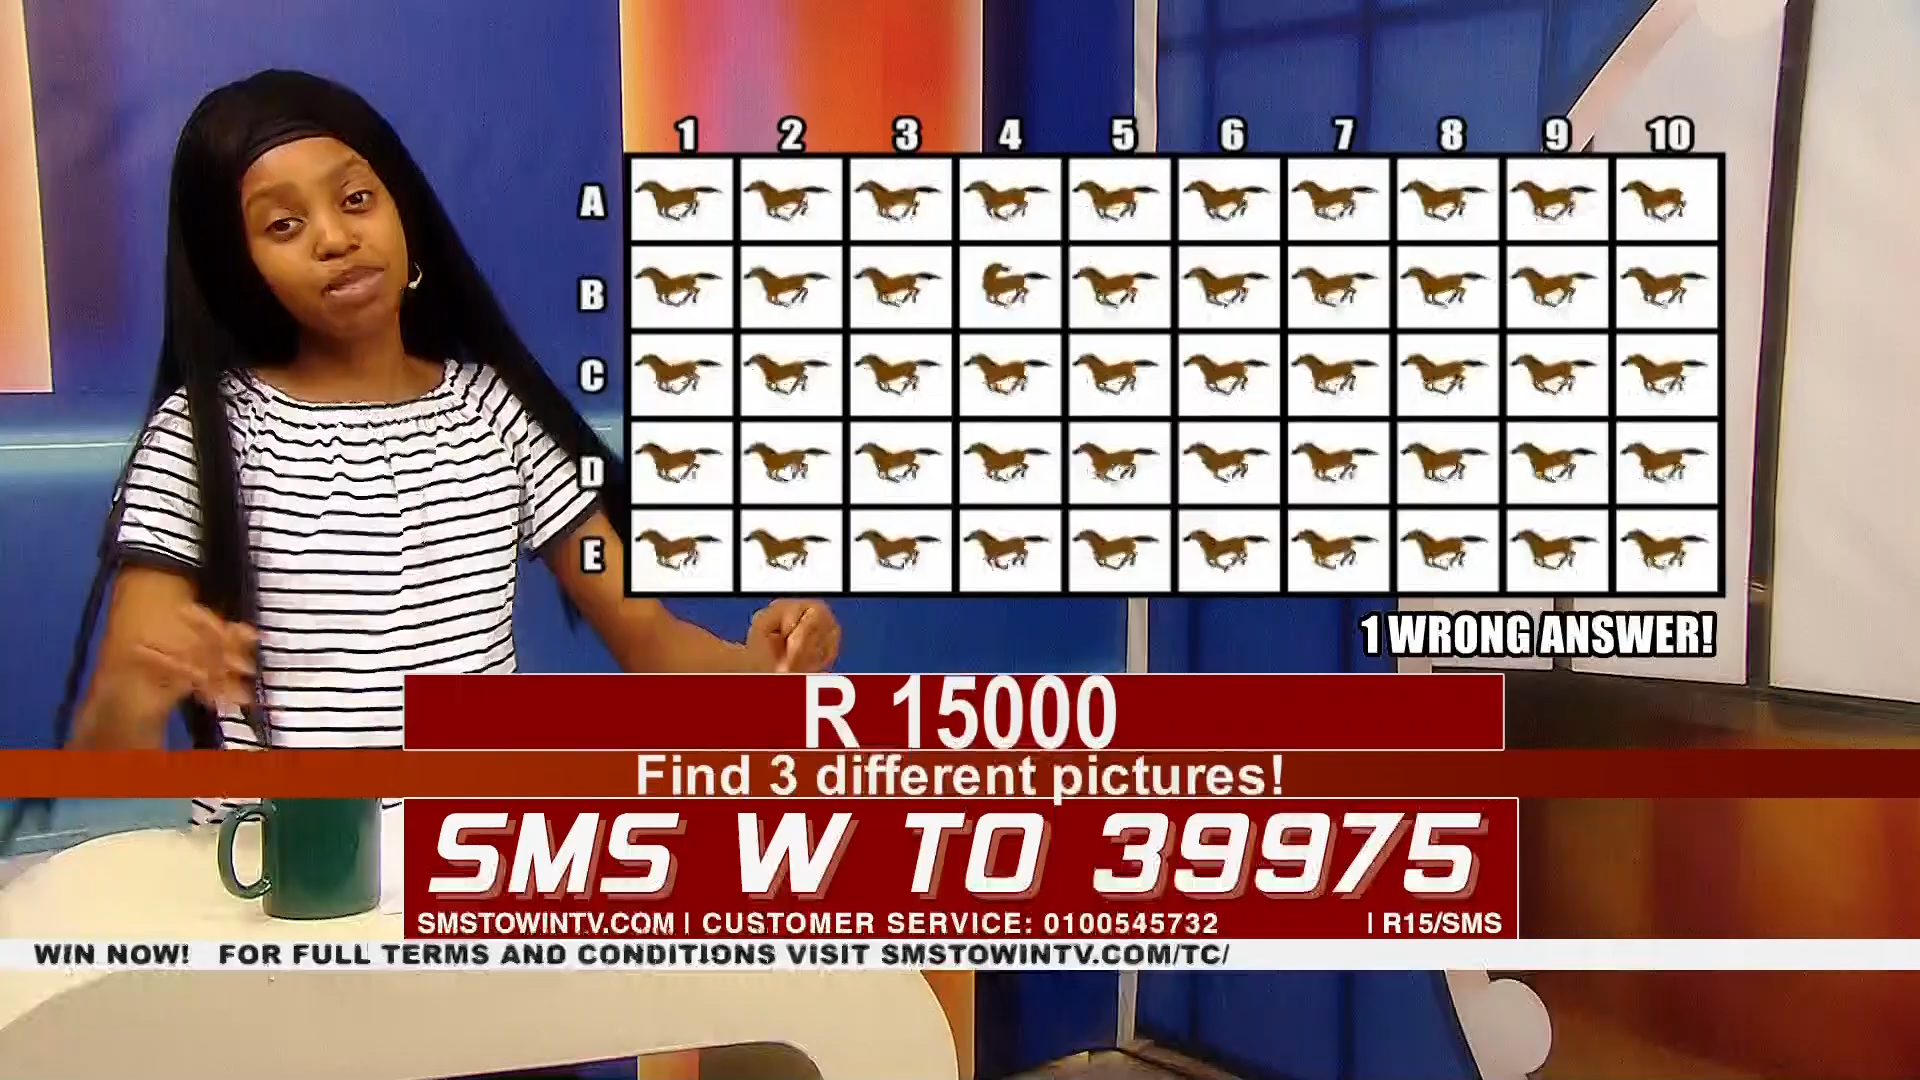 1 2 3 4 5 6 7 8 9 10
A
B
C
D
E
1 WRONG ANSWER!
R 15000
Find 3 different pictures!
SMS W TO 39975
SMSTOWINTV.COM | CUSTOMER SERVICE: 0100545732 | R15/SMS
WIN NOW! FOR FULL TERMS AND CONDITIONS VISIT SMSTOWINTV.COM/TC/